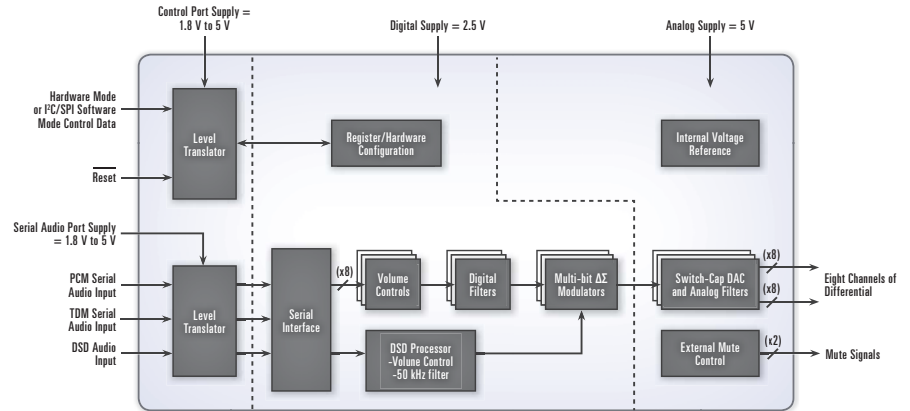 Control Port Supply =
1.8 V to 5 V
Digital Supply = 2.5 V
Analog Supply = 5 V
Hardware Mode
or I²C/SPI Software
Mode Control Data
Reset
Level
Translator
Register/Hardware
Configuration
Internal Voltage
Reference
Serial Audio Port Supply
= 1.8 V to 5 V
PCM Serial
Audio Input
TDM Serial
Audio Input
DSD Audio
Input
Level
Translator
Serial
Interface
(x8)
Volume
Controls
Digital
Filters
Multi-bit ΔΣ
Modulators
Switch-Cap DAC
and Analog Filters
(x8)
(x8)
Eight Channels of
Differential
DSD Processor
-Volume Control
-50 kHz filter
External Mute
Control
(x2)
Mute Signals